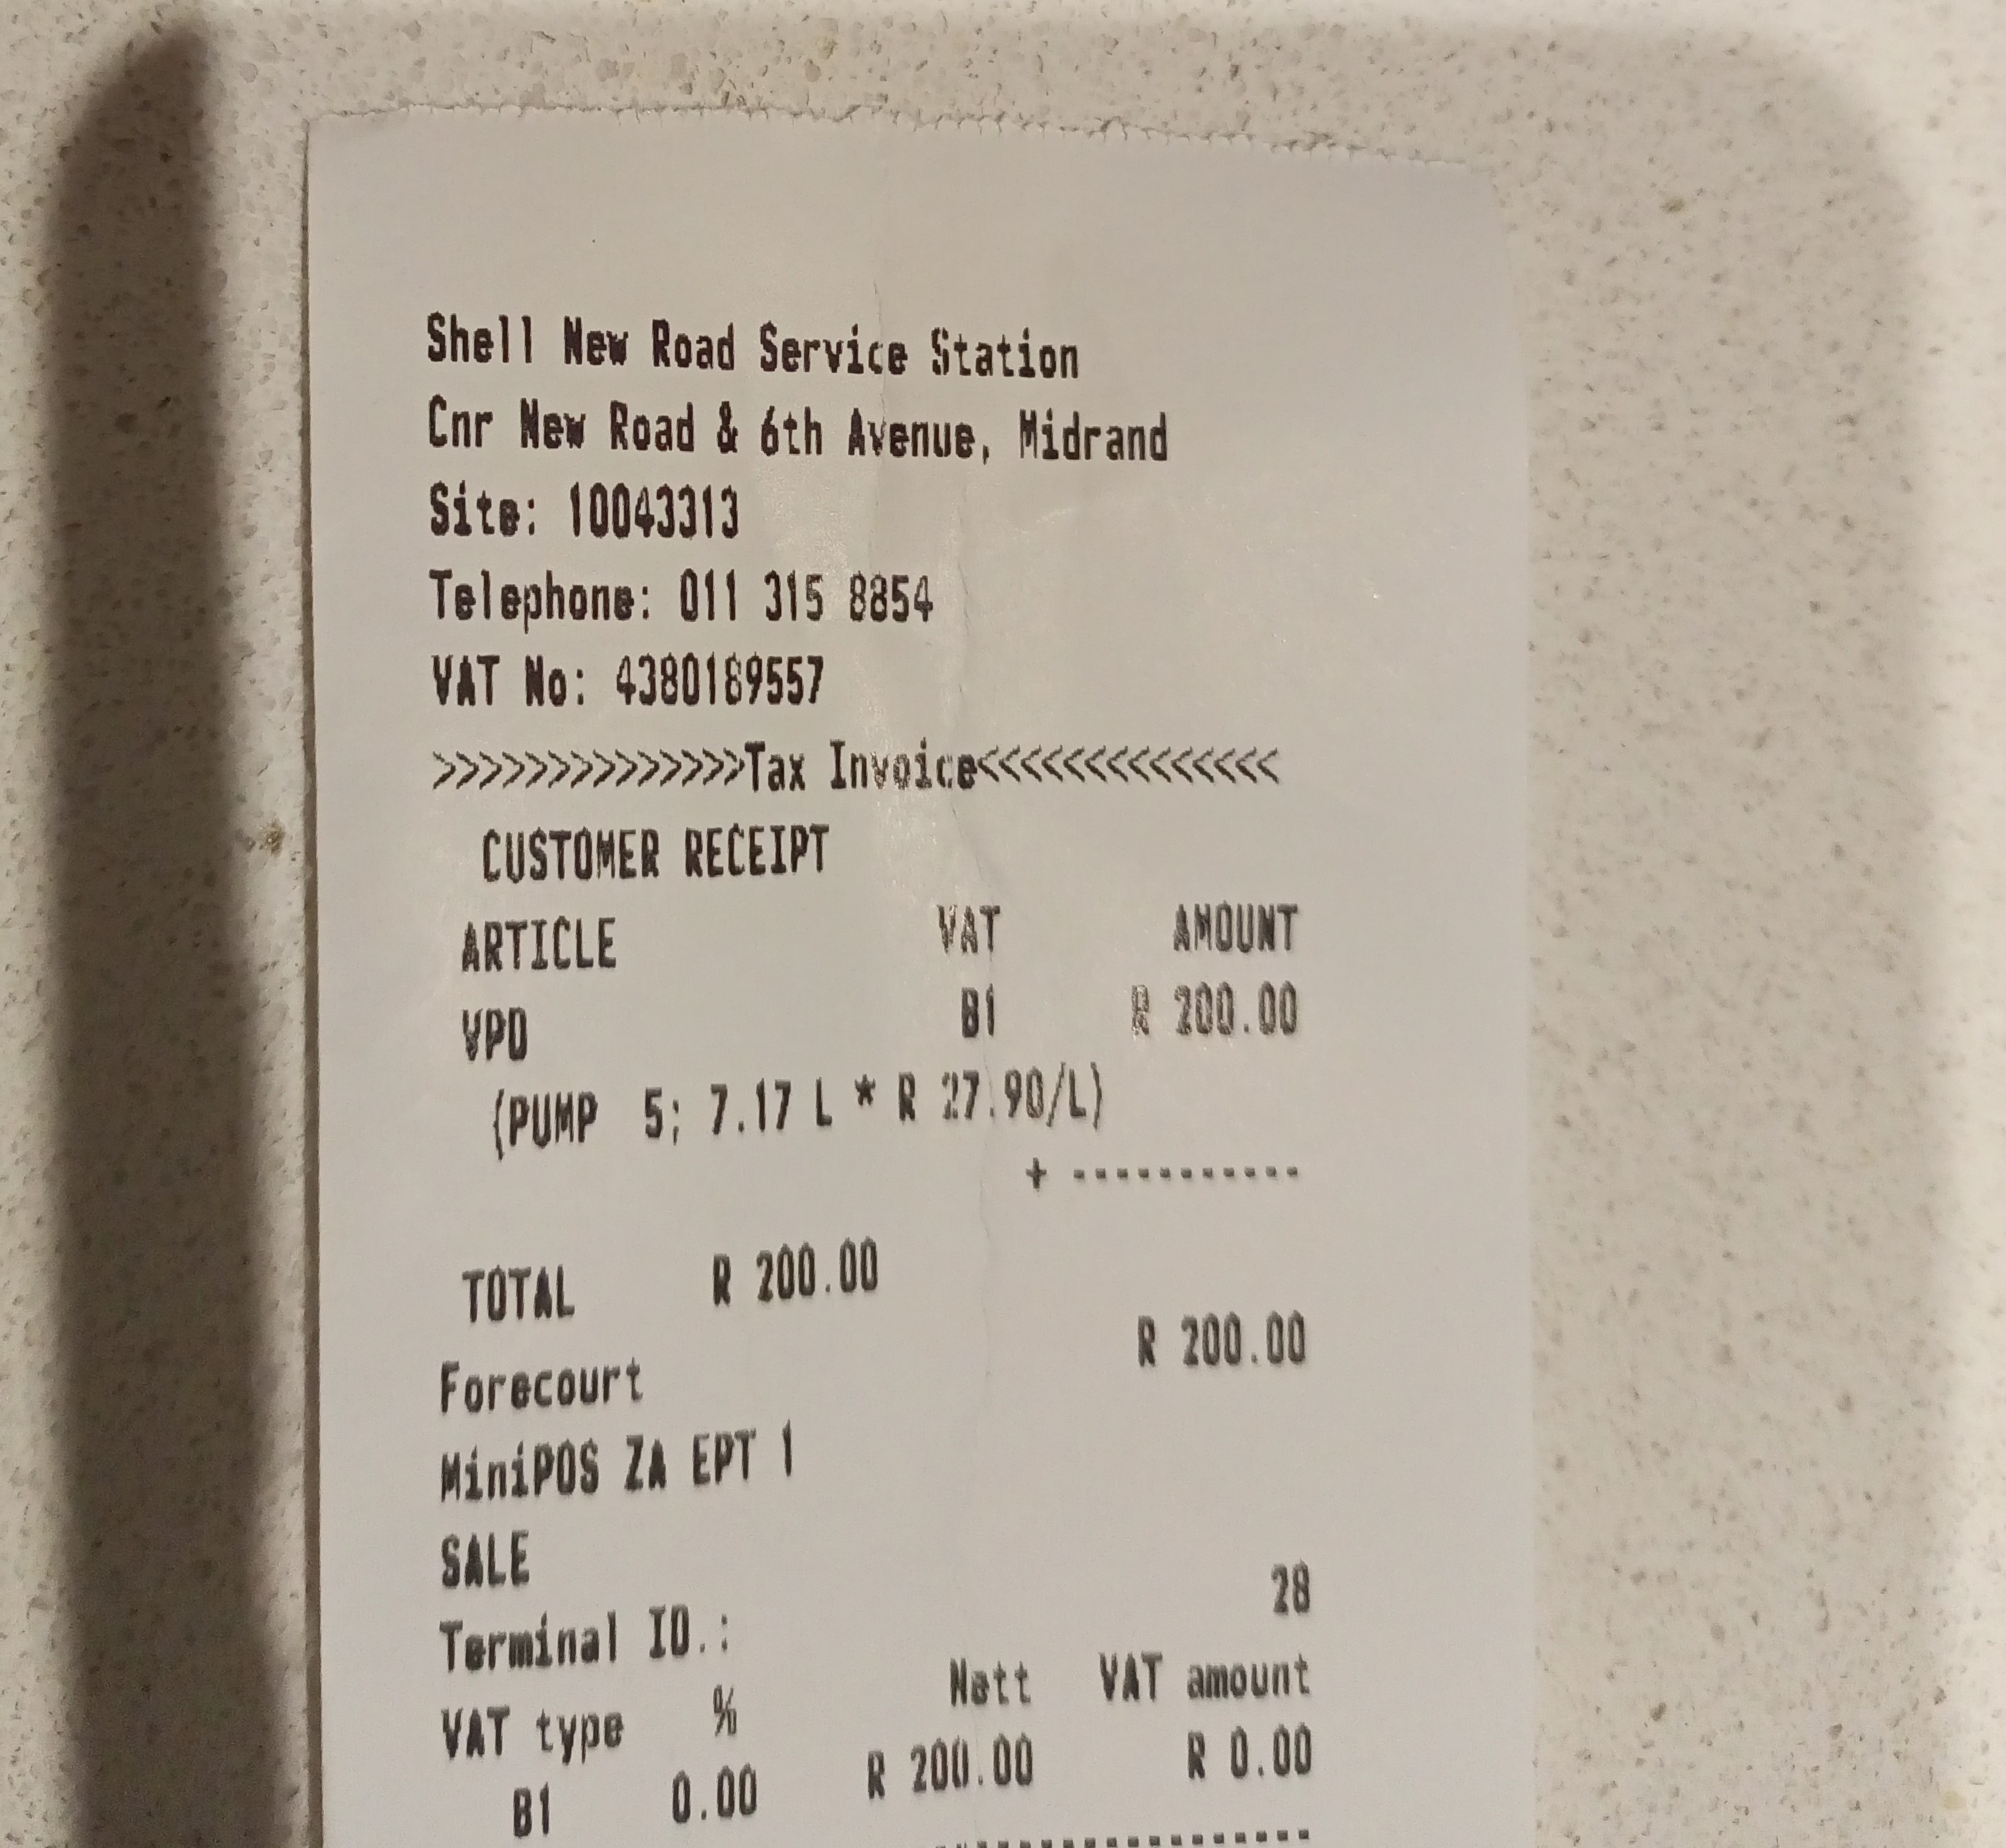 Shell New Road Service Station
Cnr New Road & 6th Avenue, Midrand
Site: 10043313
Telephone: 011 315 8854
VAT No: 4380189557
>>>>>>>>>>>>>>Tax Invoice<<<<<<<<<<<<<<
CUSTOMER RECEIPT
ARTICLE VAT AMOUNT
VPD B1 R 200.00
(PUMP 5; 7.17 L * R 27.90/L)
+ -----------
TOTAL R 200.00
Forecourt R 200.00
MiniPOS ZA EPT 1
SALE
Terminal ID.: 28
VAT type % Nett VAT amount
B1 0.00 R 200.00 R 0.00